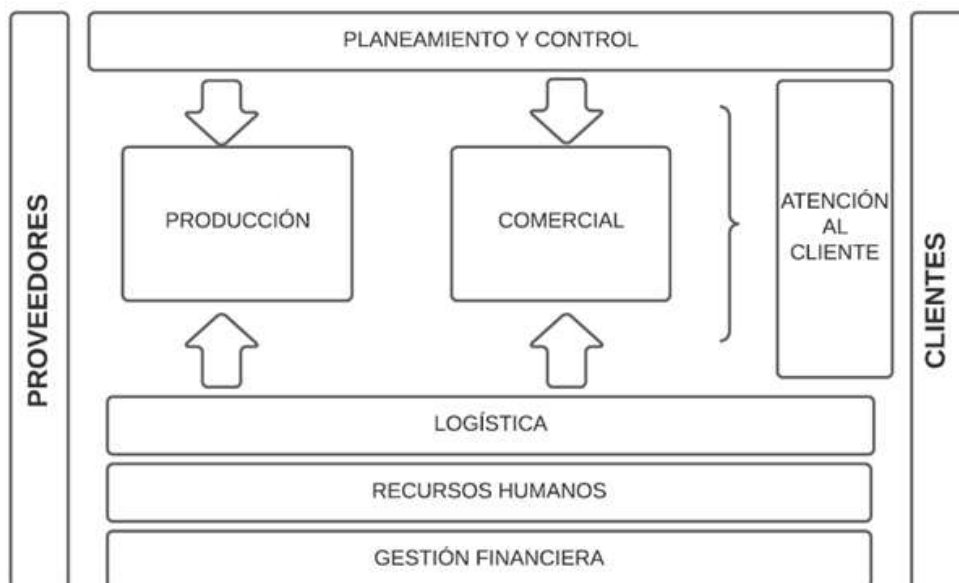 PLANEAMIENTO Y CONTROL
PROVEEDORES
PRODUCCIÓN
COMERCIAL
ATENCIÓN
AL
CLIENTE
CLIENTES
LOGÍSTICA
RECURSOS HUMANOS
GESTIÓN FINANCIERA